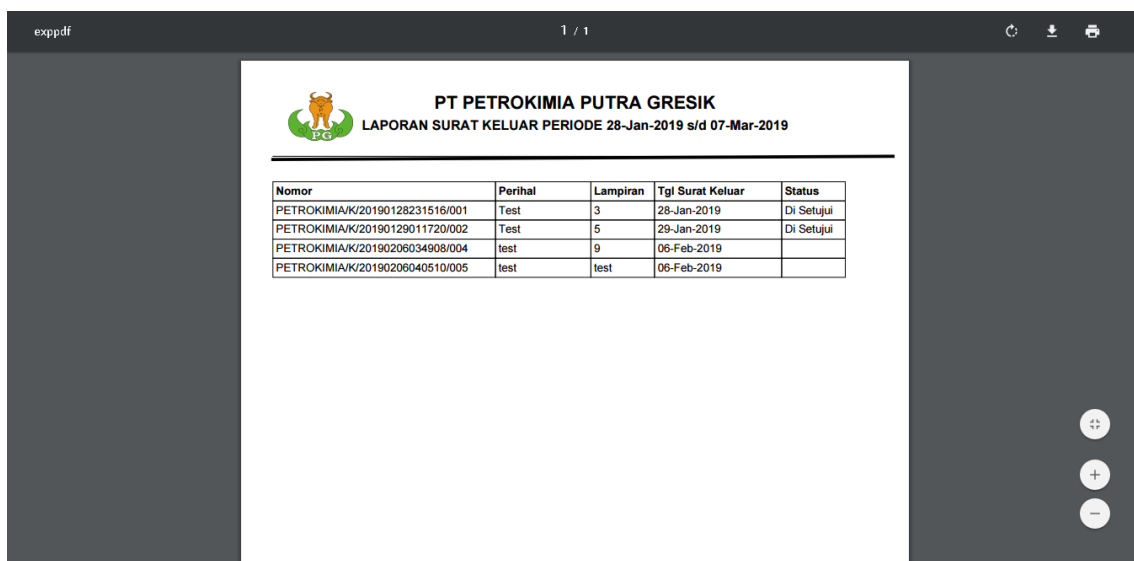 exppdf 1 / 1
PG
PT PETROKIMIA PUTRA GRESIK
LAPORAN SURAT KELUAR PERIODE 28-Jan-2019 s/d 07-Mar-2019
Nomor Perihal Lampiran Tgl Surat Keluar Status
PETROKIMIA/K/20190128231516/001 Test 3 28-Jan-2019 Di Setujui
PETROKIMIA/K/20190129011720/002 Test 5 29-Jan-2019 Di Setujui
PETROKIMIA/K/20190206034908/004 test 9 06-Feb-2019
PETROKIMIA/K/20190206040510/005 test test 06-Feb-2019